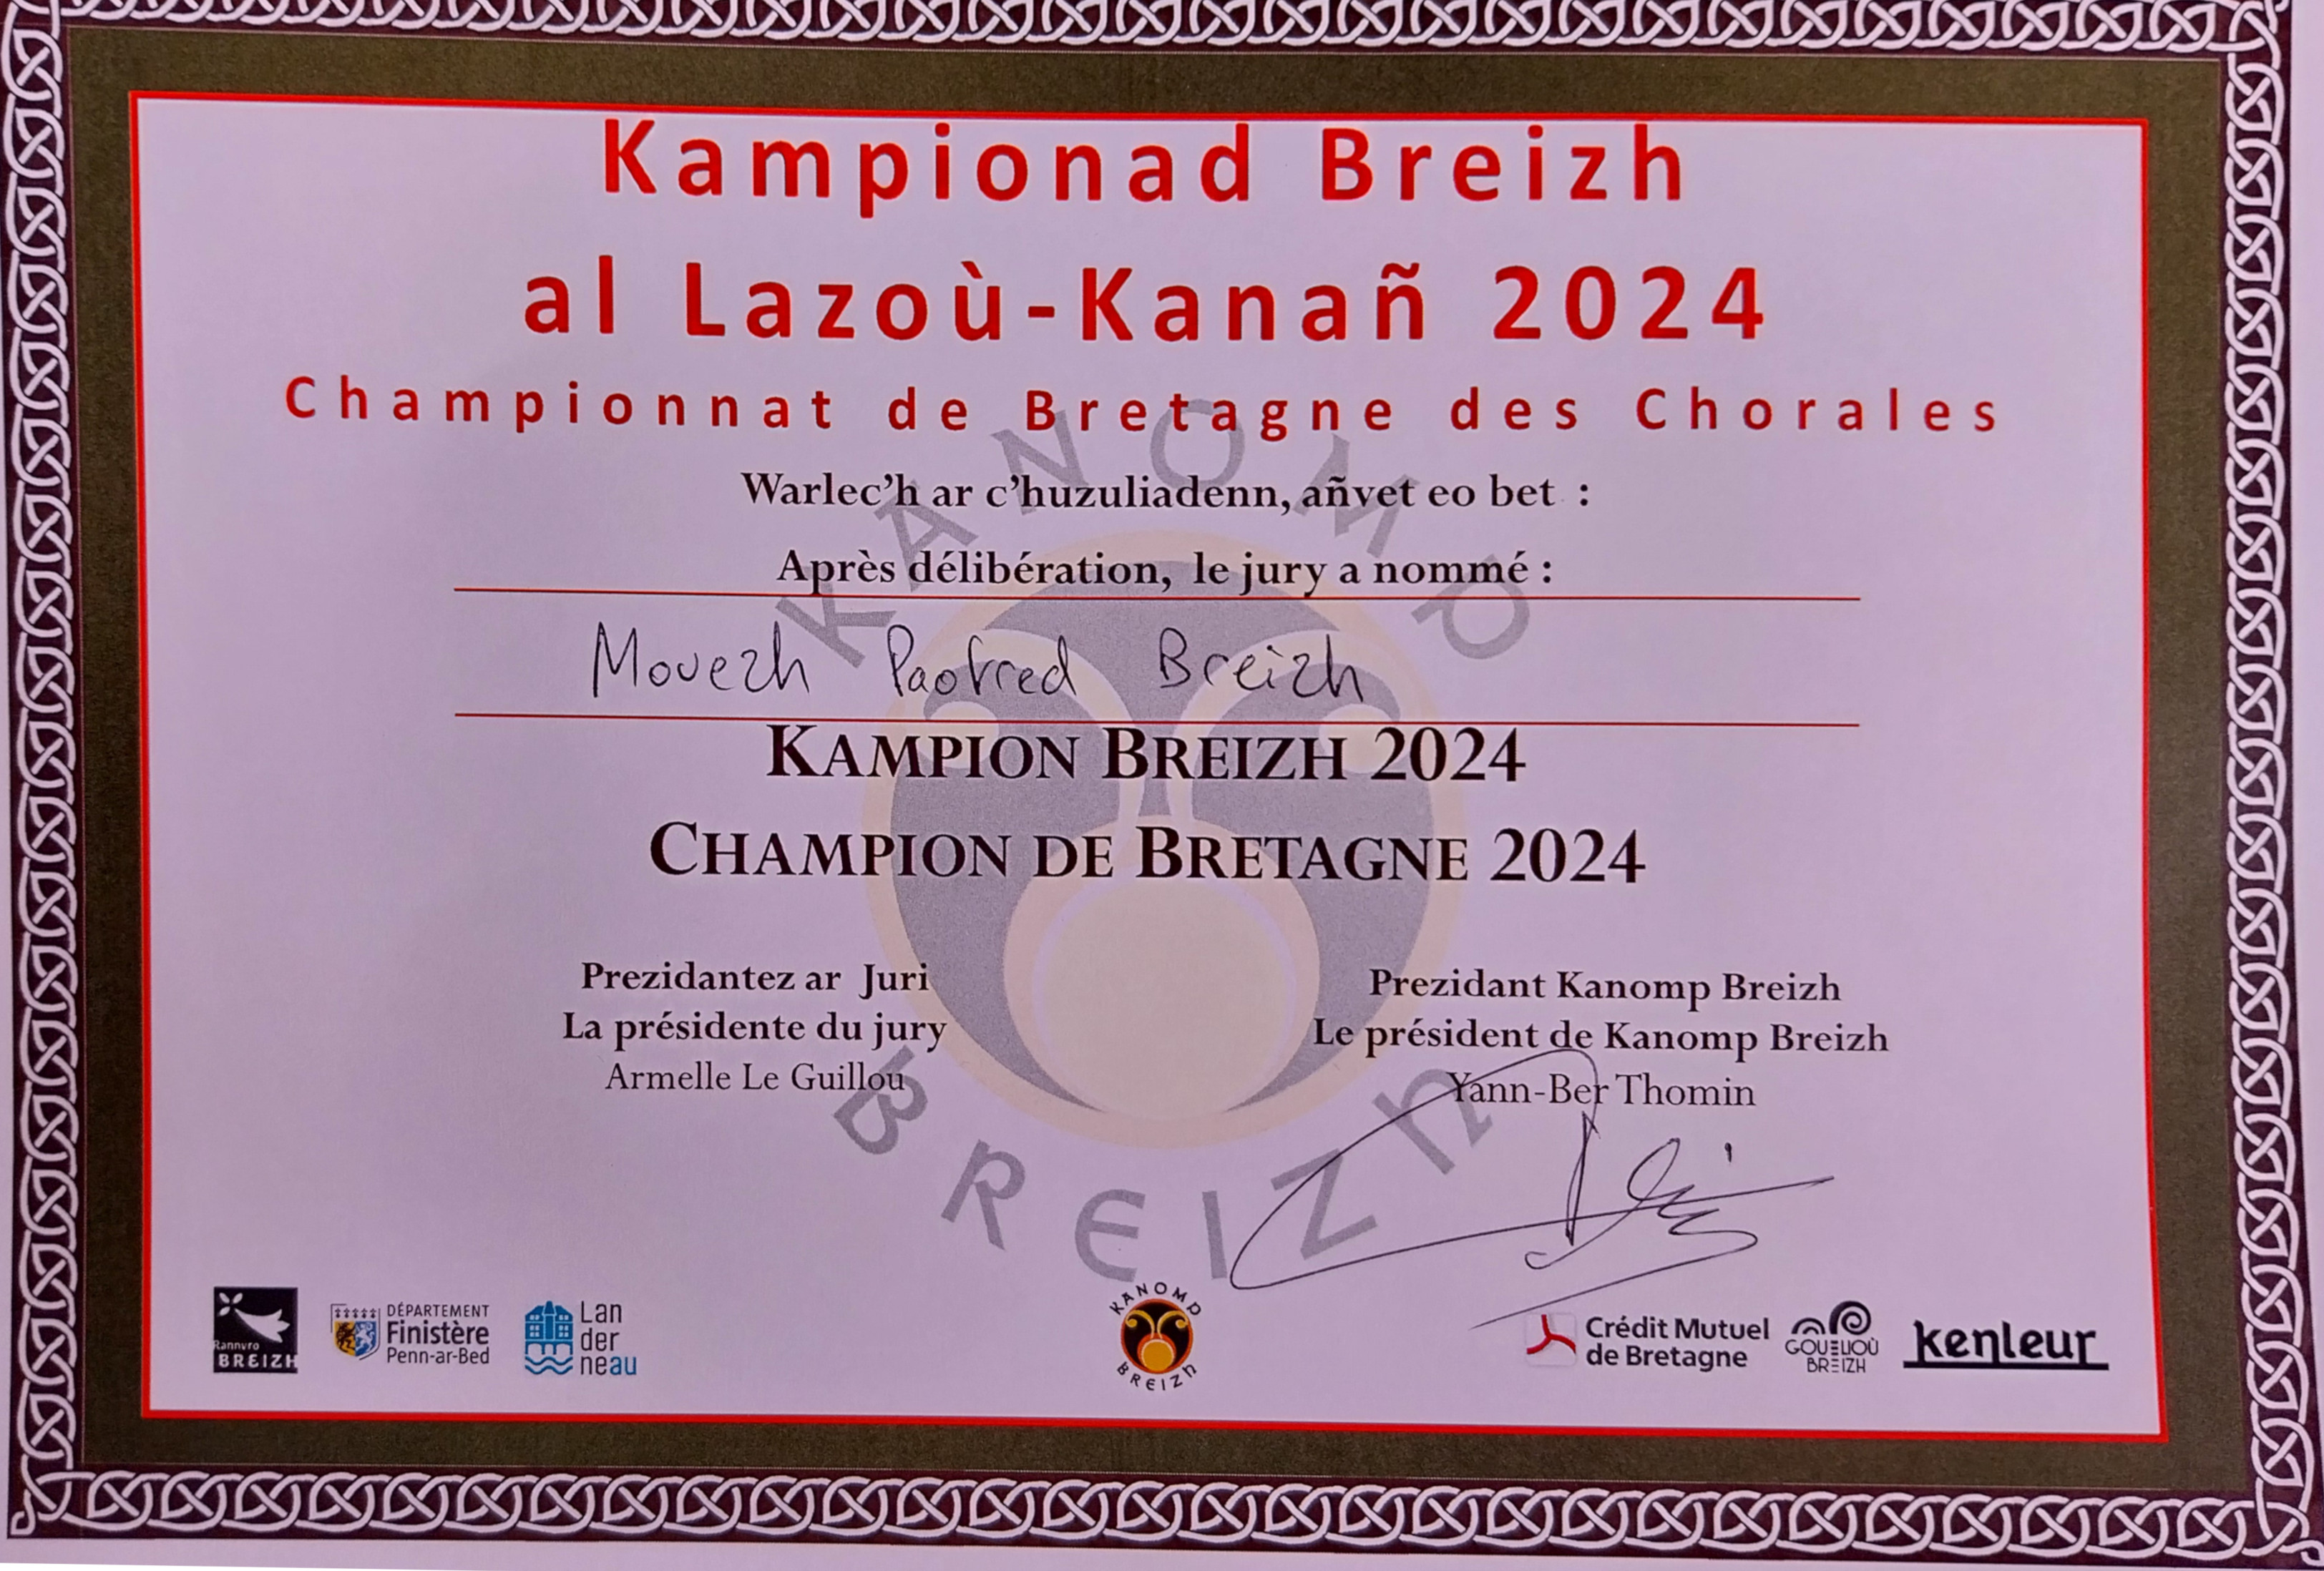 Kampionad Breizh
al Lazoù-Kanañ 2024
Championnat de Bretagne des Chorales
Warlec'h ar c'huzuliadenn, añvet eo bet :
Après délibération, le jury a nommé :
Mouezh Paotred Breizh
KAMPION BREIZH 2024
CHAMPION DE BRETAGNE 2024
Prezidantez ar Juri
La présidente du jury
Armelle Le Guillou
Prezidant Kanomp Breizh
Le président de Kanomp Breizh
Yann-Ber Thomin
KANOMP
BREIZH
Rannvro
BREIZH
DÉPARTEMENT
Finistère
Penn-ar-Bed
Lan
der
neau
KANOMP
BREIZH
Crédit Mutuel
de Bretagne
GOUELIOÙ
BREIZH
kenleur